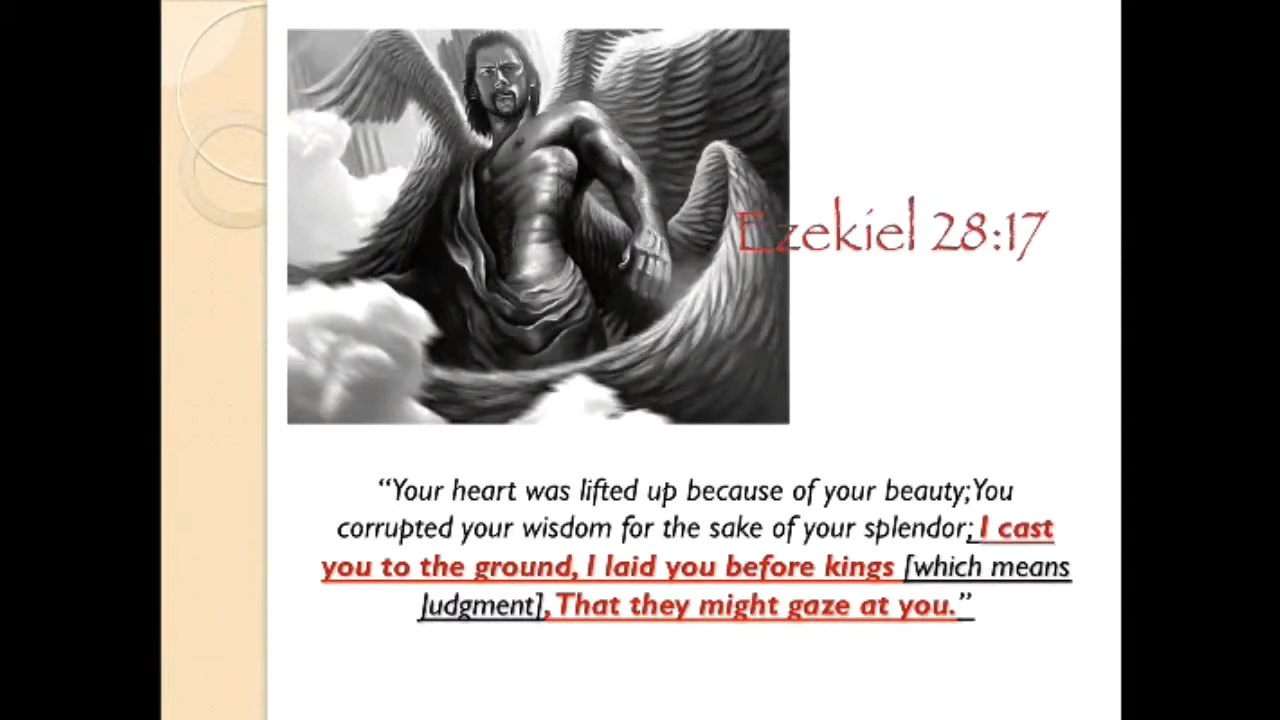 Ezekiel 28:17
“Your heart was lifted up because of your beauty;You
corrupted your wisdom for the sake of your splendor; I cast
you to the ground, I laid you before kings [which means
Judgment], That they might gaze at you.”